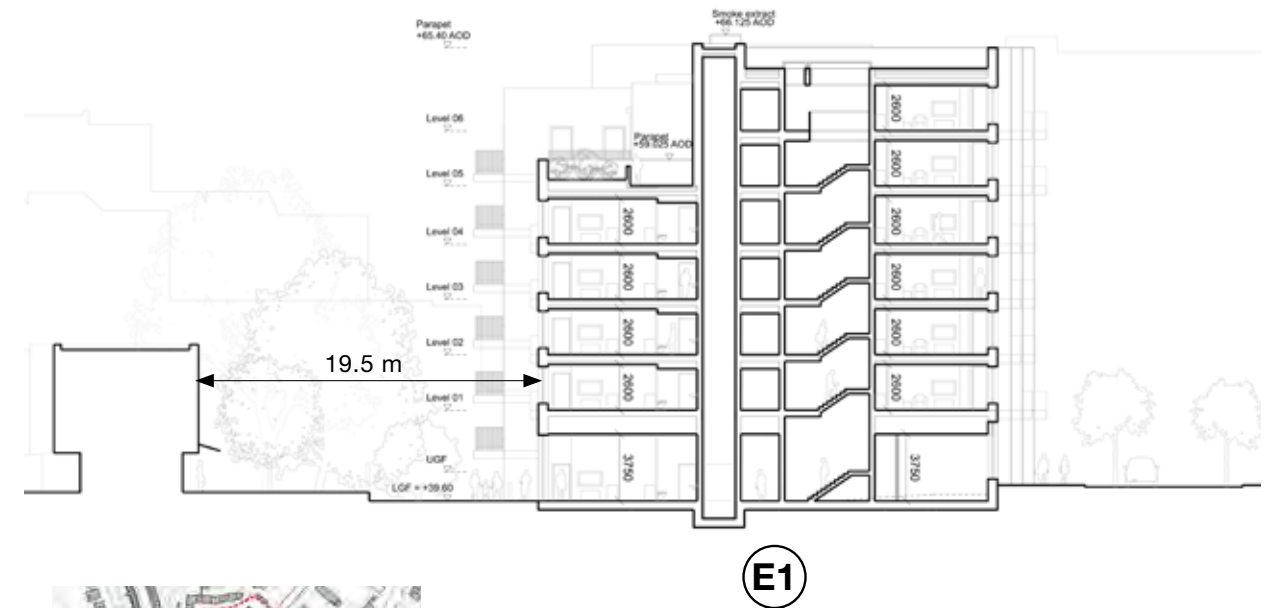 Smoke extract
+66.125 AOD
Parapet
+65.40 AOD
2600
Level 06
Parapet
+59.025 AOD
2600
Level 05
2600
2600
Level 04
2600
2600
Level 03
2600
2600
Level 02
19.5 m
2600
2600
Level 01
UGF
3750
3750
LGF = +39.60
E1